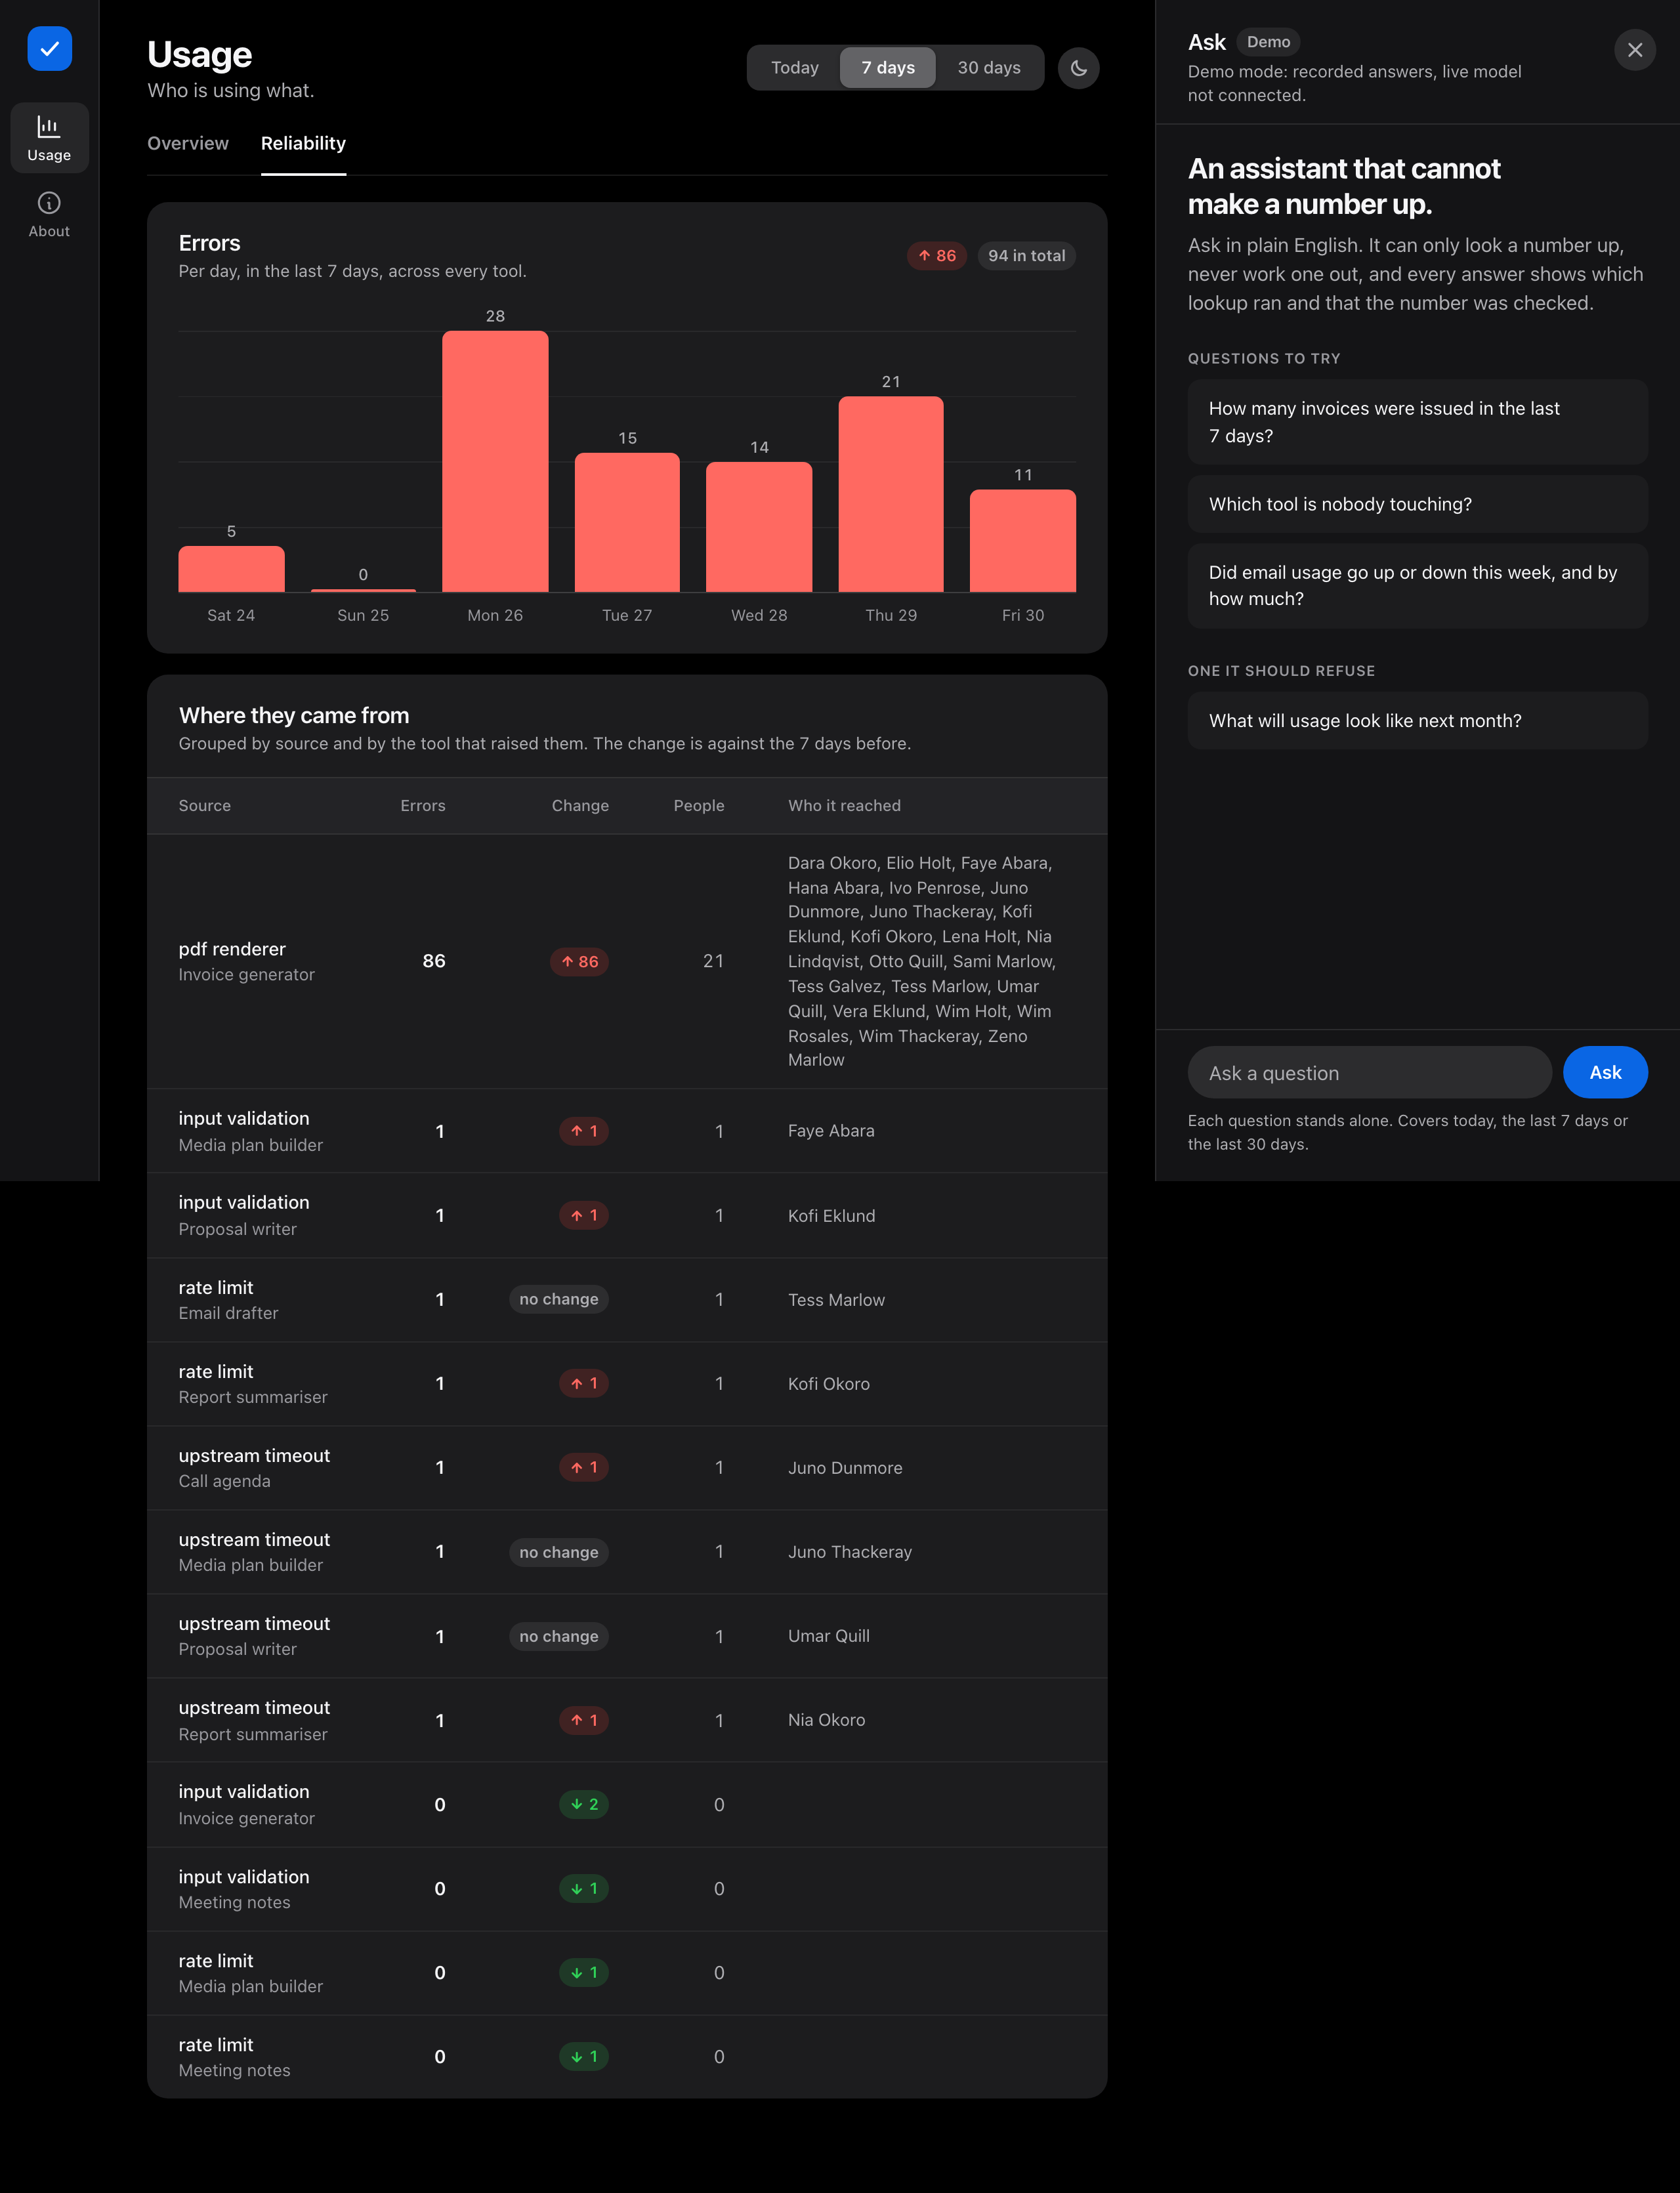 Usage
About
Usage
Who is using what.
Today
7 days
30 days
Overview
Reliability
Errors
Per day, in the last 7 days, across every tool.
↑ 86
94 in total
28
21
15
14
11
5
0
Sat 24
Sun 25
Mon 26
Tue 27
Wed 28
Thu 29
Fri 30
Where they came from
Grouped by source and by the tool that raised them. The change is against the 7 days before.
Source Errors Change People Who it reached
pdf renderer
Invoice generator
86
↑ 86
21
Dara Okoro, Elio Holt, Faye Abara,
Hana Abara, Ivo Penrose, Juno
Dunmore, Juno Thackeray, Kofi
Eklund, Kofi Okoro, Lena Holt, Nia
Lindqvist, Otto Quill, Sami Marlow,
Tess Galvez, Tess Marlow, Umar
Quill, Vera Eklund, Wim Holt, Wim
Rosales, Wim Thackeray, Zeno
Marlow
input validation
Media plan builder
1
↑ 1
1
Faye Abara
input validation
Proposal writer
1
↑ 1
1
Kofi Eklund
rate limit
Email drafter
1
no change
1
Tess Marlow
rate limit
Report summariser
1
↑ 1
1
Kofi Okoro
upstream timeout
Call agenda
1
↑ 1
1
Juno Dunmore
upstream timeout
Media plan builder
1
no change
1
Juno Thackeray
upstream timeout
Proposal writer
1
no change
1
Umar Quill
upstream timeout
Report summariser
1
↑ 1
1
Nia Okoro
input validation
Invoice generator
0
↓ 2
0
input validation
Meeting notes
0
↓ 1
0
rate limit
Media plan builder
0
↓ 1
0
rate limit
Meeting notes
0
↓ 1
0
Ask
Demo
Demo mode: recorded answers, live model
not connected.
An assistant that cannot
make a number up.
Ask in plain English. It can only look a number up,
never work one out, and every answer shows which
lookup ran and that the number was checked.
QUESTIONS TO TRY
How many invoices were issued in the last
7 days?
Which tool is nobody touching?
Did email usage go up or down this week, and by
how much?
ONE IT SHOULD REFUSE
What will usage look like next month?
Ask a question
Ask
Each question stands alone. Covers today, the last 7 days or
the last 30 days.